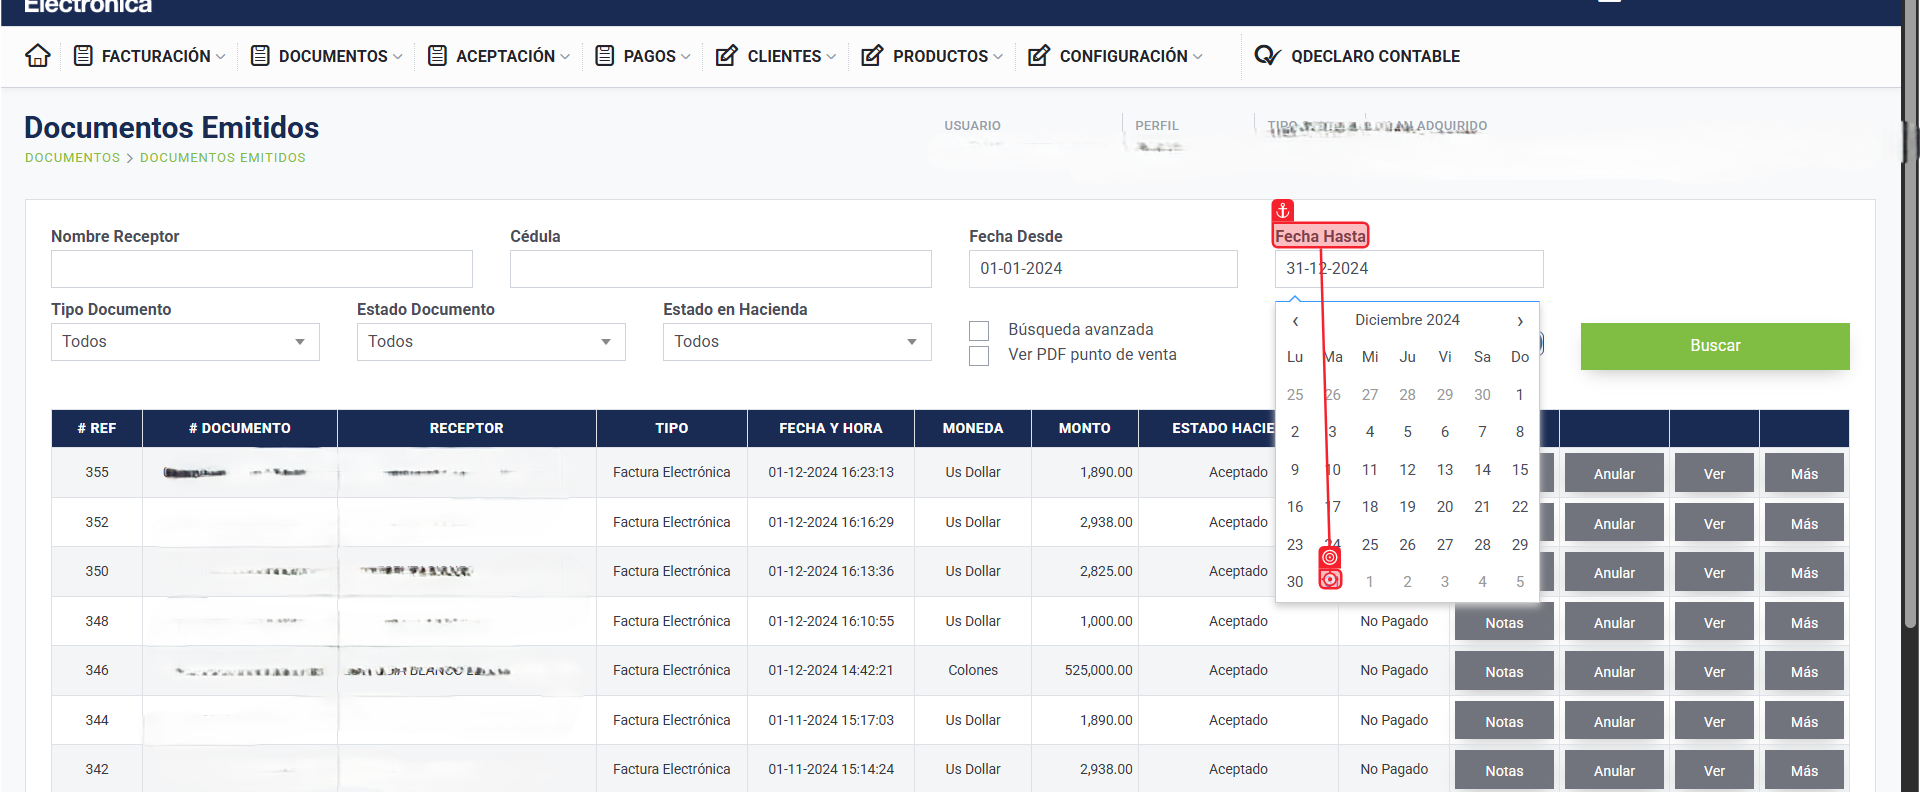 Electrónica
FACTURACIÓN
DOCUMENTOS
ACEPTACIÓN
PAGOS
CLIENTES
PRODUCTOS
CONFIGURACIÓN
QDECLARO CONTABLE
Documentos Emitidos
DOCUMENTOS > DOCUMENTOS EMITIDOS
USUARIO
PERFIL
ADQUIRIDO
Nombre Receptor
Cédula
Fecha Desde
Fecha Hasta
01-01-2024
31-12-2024
Tipo Documento
Estado Documento
Estado en Hacienda
Todos
Todos
Todos
Búsqueda avanzada
Ver PDF punto de venta
Buscar
‹ Diciembre 2024 ›
Lu Ma Mi Ju Vi Sa Do
25 26 27 28 29 30 1
2 3 4 5 6 7 8
9 10 11 12 13 14 15
16 17 18 19 20 21 22
23 24 25 26 27 28 29
30 1 2 3 4 5
# REF # DOCUMENTO RECEPTOR TIPO FECHA Y HORA MONEDA MONTO ESTADO HACIE
355 Factura Electrónica 01-12-2024 16:23:13 Us Dollar 1,890.00 Aceptado Anular Ver Más
352 Factura Electrónica 01-12-2024 16:16:29 Us Dollar 2,938.00 Aceptado Anular Ver Más
350 Factura Electrónica 01-12-2024 16:13:36 Us Dollar 2,825.00 Aceptado Anular Ver Más
348 Factura Electrónica 01-12-2024 16:10:55 Us Dollar 1,000.00 Aceptado No Pagado Notas Anular Ver Más
346 Factura Electrónica 01-12-2024 14:42:21 Colones 525,000.00 Aceptado No Pagado Notas Anular Ver Más
344 Factura Electrónica 01-11-2024 15:17:03 Us Dollar 1,890.00 Aceptado No Pagado Notas Anular Ver Más
342 Factura Electrónica 01-11-2024 15:14:24 Us Dollar 2,938.00 Aceptado No Pagado Notas Anular Ver Más